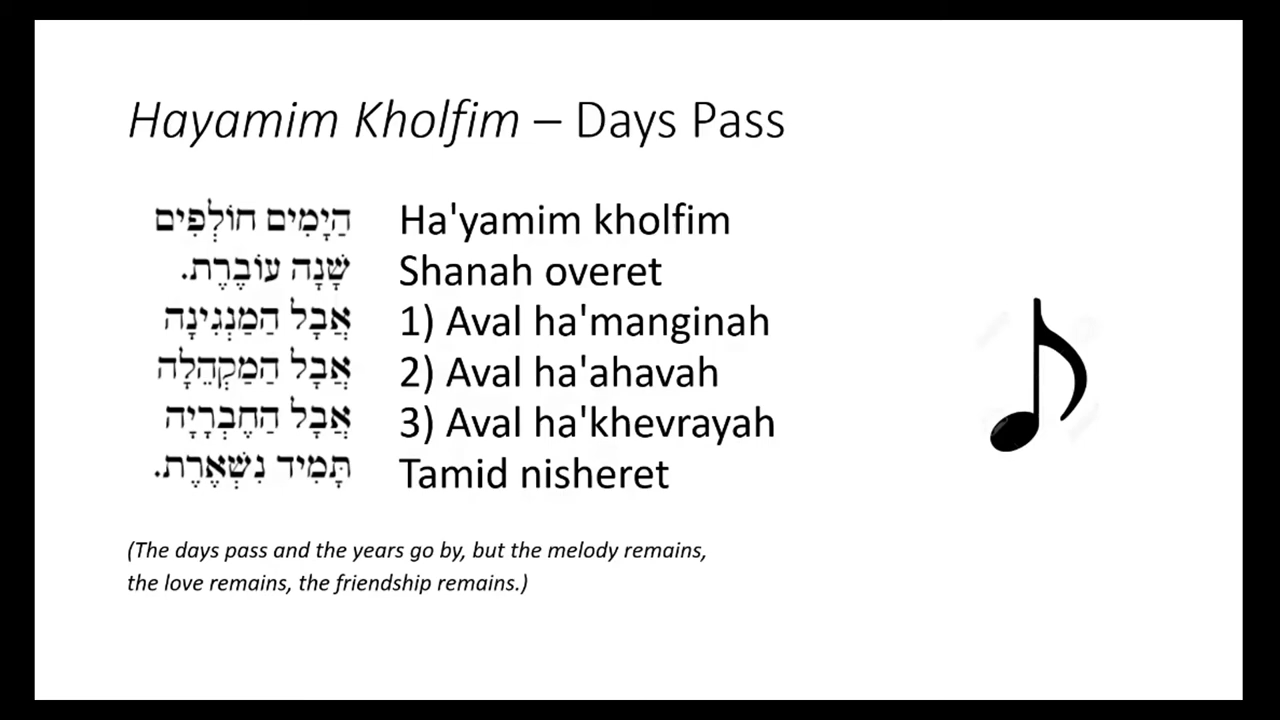 Hayamim Kholfim – Days Pass
הַיָּמִים חוֹלְפִים
שָׁנָה עוֹבֶרֶת.
אֲבָל הַמַּנְגִּינָה
אֲבָל הַמַּקְהֵלָה
אֲבָל הַחֶבְרָיָה
תָּמִיד נִשְׁאֶרֶת.
Ha'yamim kholfim
Shanah overet
1) Aval ha'manginah
2) Aval ha'ahavah
3) Aval ha'khevrayah
Tamid nisheret
(The days pass and the years go by, but the melody remains,
the love remains, the friendship remains.)